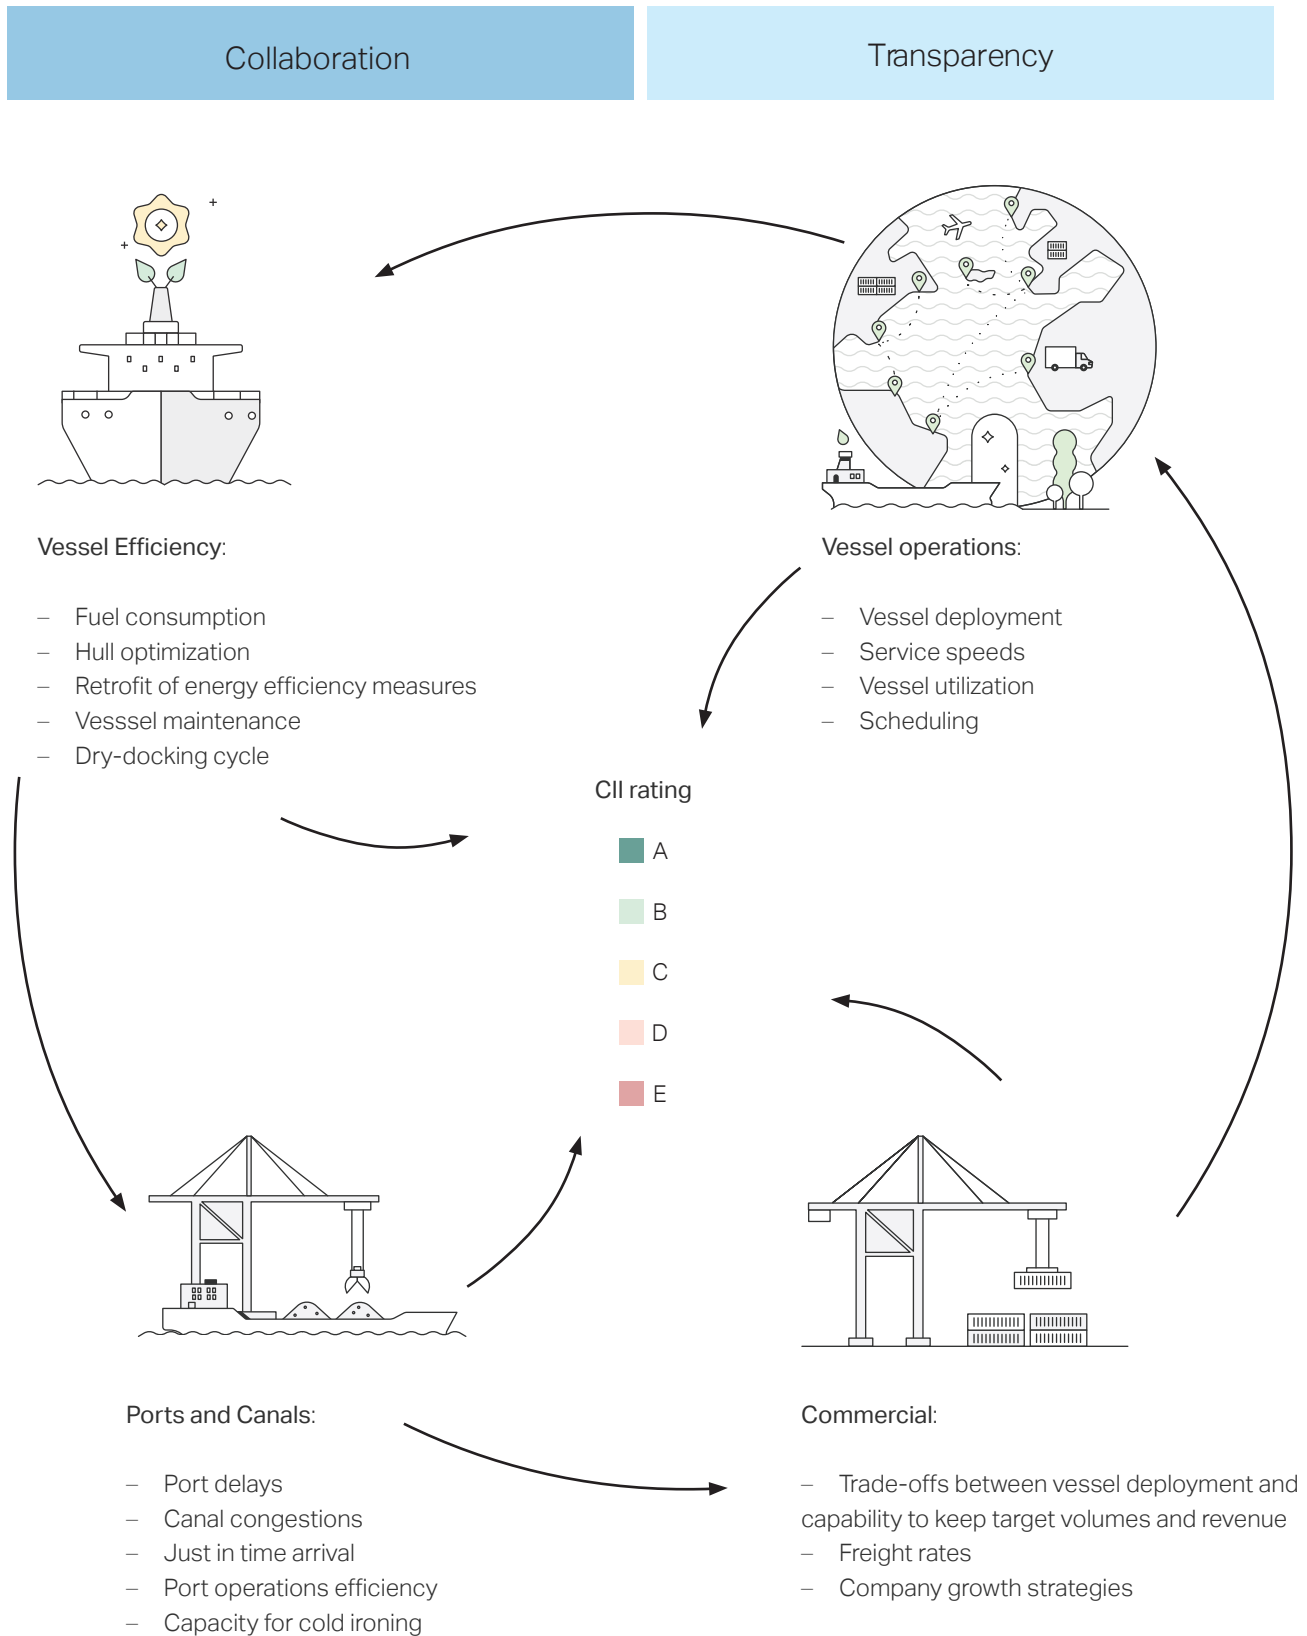 Collaboration
Transparency
Vessel Efficiency:
– Fuel consumption
– Hull optimization
– Retrofit of energy efficiency measures
– Vesssel maintenance
– Dry-docking cycle
Vessel operations:
– Vessel deployment
– Service speeds
– Vessel utilization
– Scheduling
CII rating
A
B
C
D
E
Ports and Canals:
– Port delays
– Canal congestions
– Just in time arrival
– Port operations efficiency
– Capacity for cold ironing
Commercial:
– Trade-offs between vessel deployment and
capability to keep target volumes and revenue
– Freight rates
– Company growth strategies